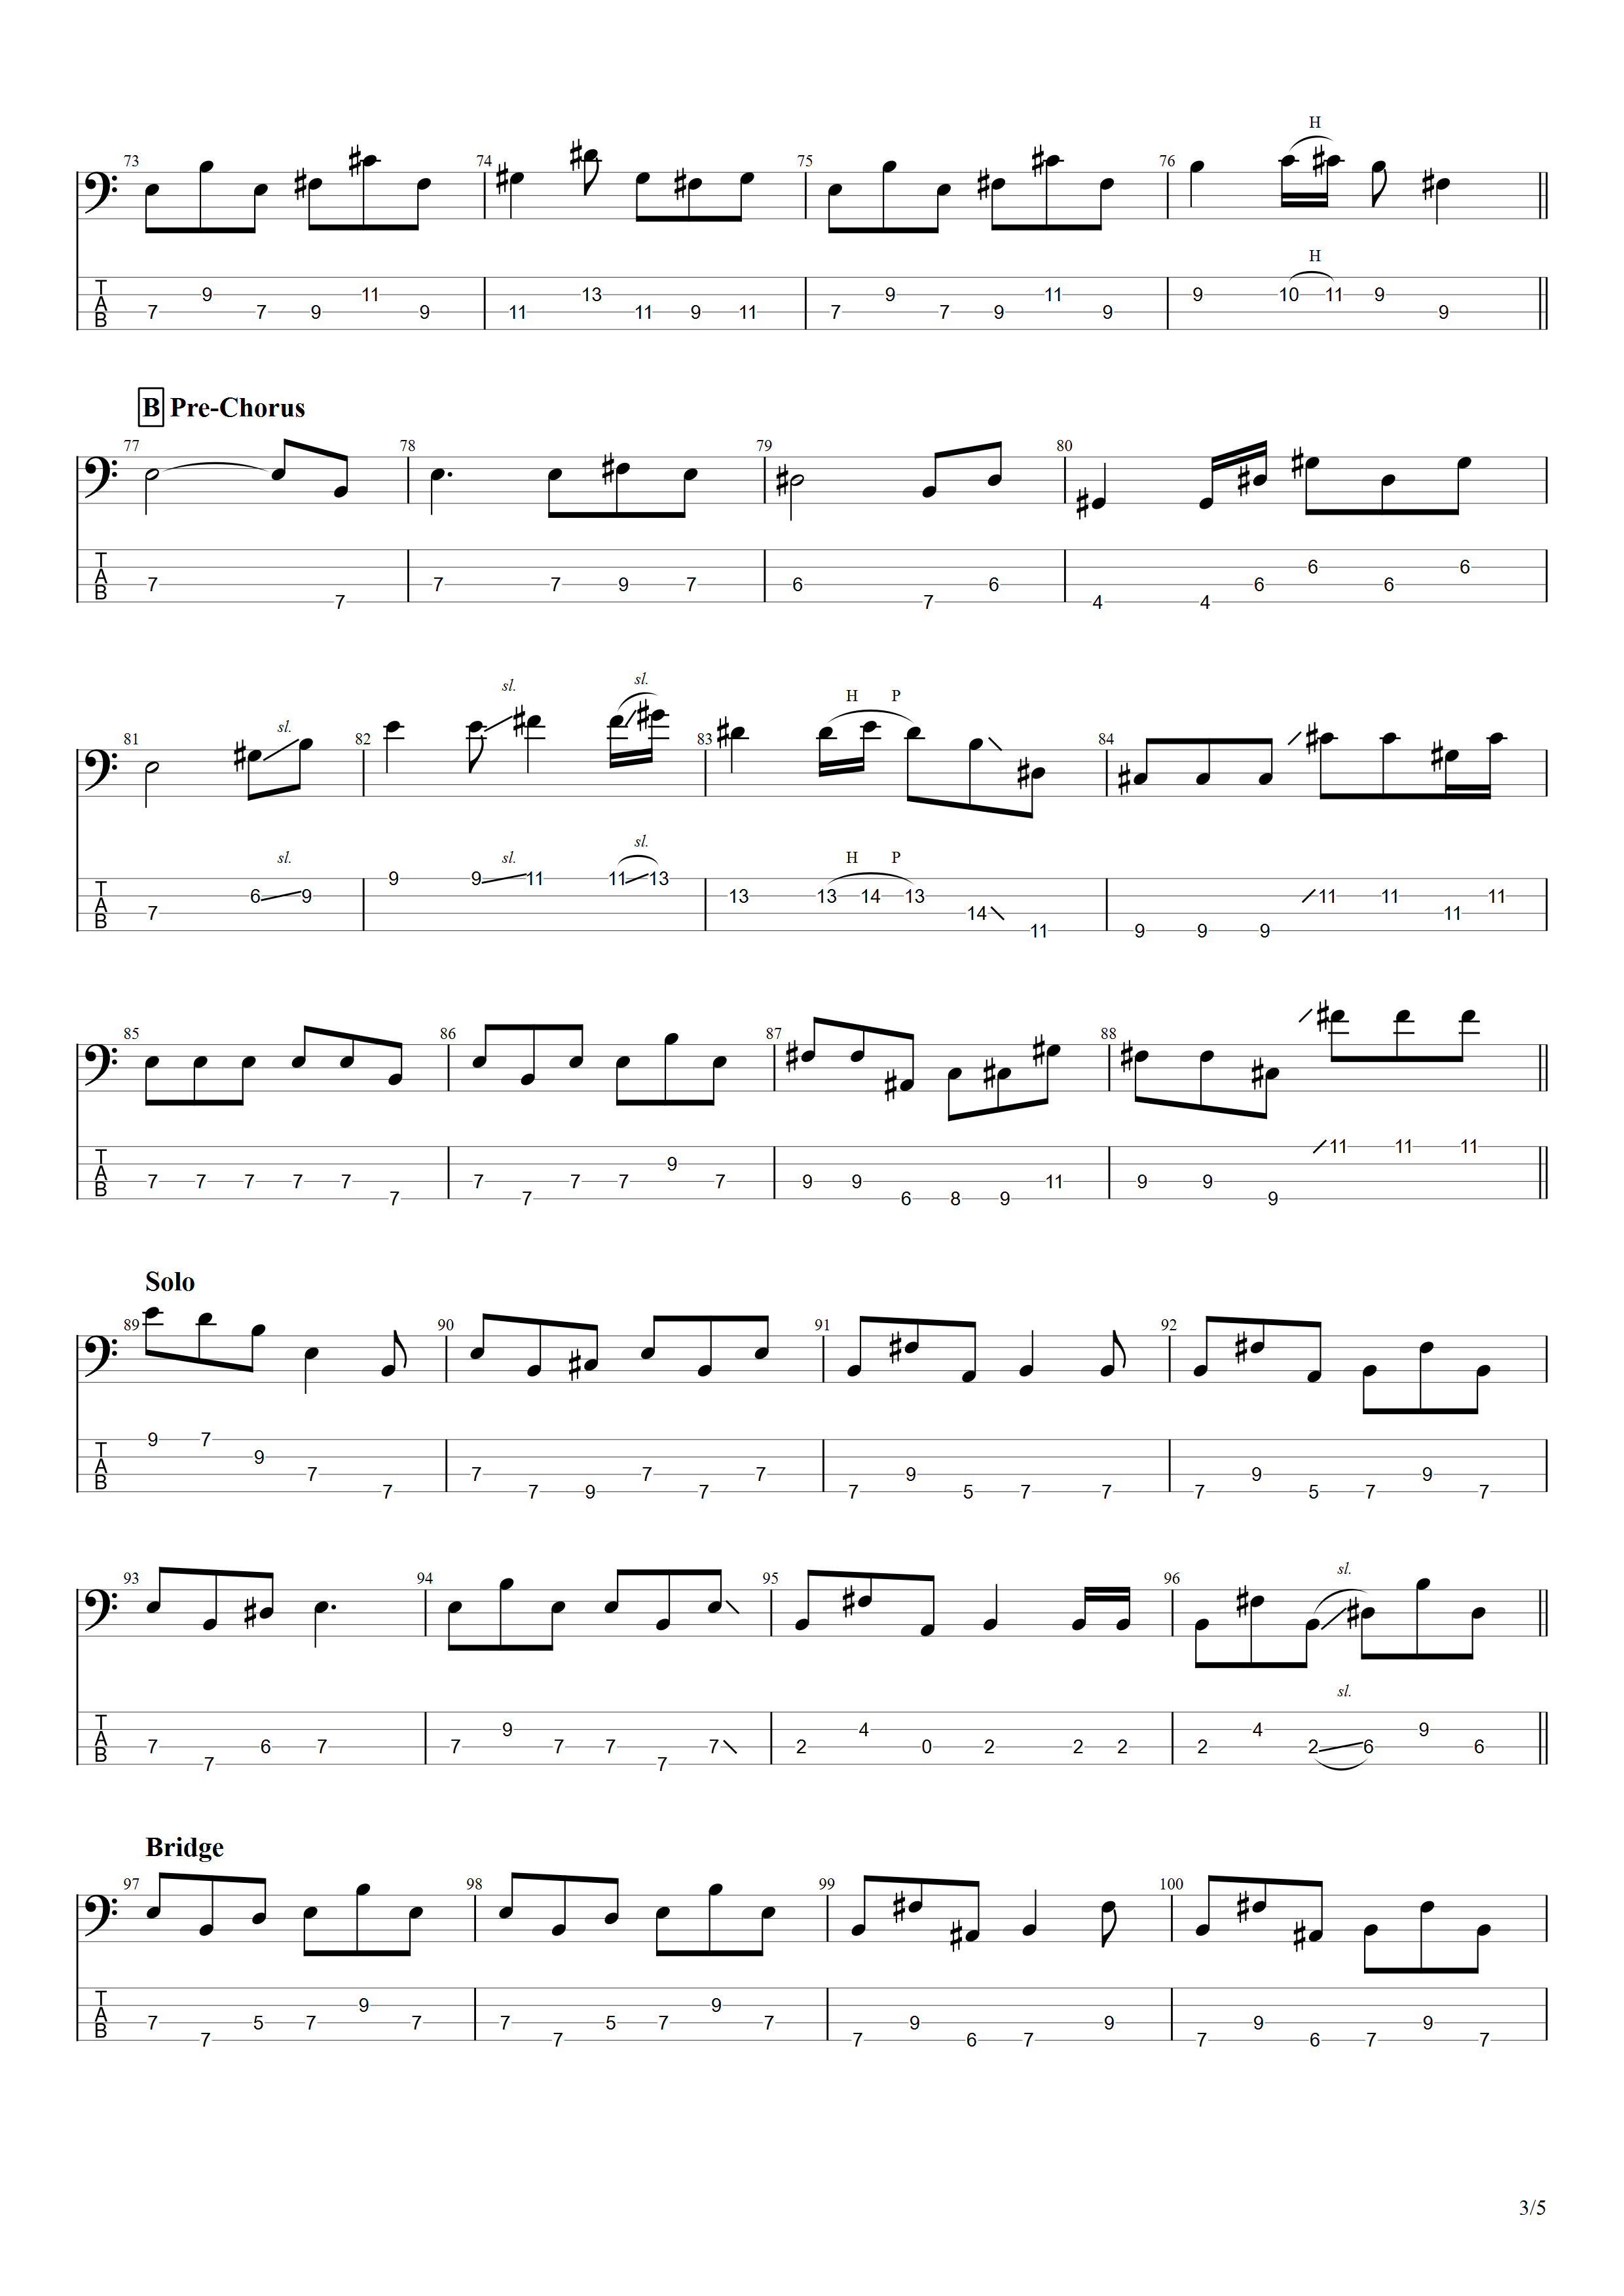 H
73 74 75 76
H
T
A
B
9 11 13 9 11 9 10 11 9
7 7 9 9 11 11 9 11 7 7 9 9 9
B Pre-Chorus
77 78 79 80
T
A
B
6 6
7 7 7 9 7 6 6 6 6
7 7 4 4
sl. sl. sl. H P
81 82 83 84
sl. sl. sl. H P
T
A
B
9 9 11 11 13
6 9 13 13 14 13 11 11 11
7 14 11
11 9 9 9
85 86 87 88
T
A
B
11 11 11
9
7 7 7 7 7 7 7 7 7 9 9 11 9 9
7 7 6 8 9 9
Solo
89 90 91 92
T
A
B
9 7
9
7 7 7 7 9 9 9
7 7 9 7 7 5 7 7 7 5 7 7
sl.
93 94 95 96
sl.
T
A
B
9 4 4 9
7 6 7 7 7 7 7 2 0 2 2 2 2 2 6 6
7 7
Bridge
97 98 99 100
T
A
B
9 9
7 5 7 7 7 5 7 7 9 9 9 9
7 7 7 6 7 7 6 7 7
3/5